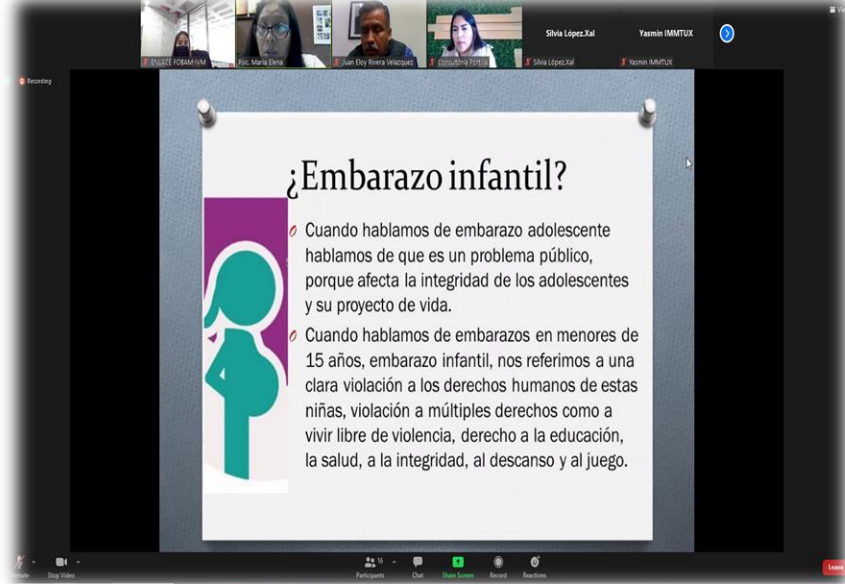 Silvia López.Xal
Yasmin IMMTUX
ENLACE FOBAM-IVM
Psic. María Elena
Juan Eloy Rivera Velazquez
Silvia López.Xal
Yasmin IMMTUX
Recording
¿Embarazo infantil?
Cuando hablamos de embarazo adolescente
hablamos de que es un problema público,
porque afecta la integridad de los adolescentes
y su proyecto de vida.
Cuando hablamos de embarazos en menores de
15 años, embarazo infantil, nos referimos a una
clara violación a los derechos humanos de estas
niñas, violación a múltiples derechos como a
vivir libre de violencia, derecho a la educación,
la salud, a la integridad, al descanso y al juego.
Stop Video
16
Participants
Chat
Share Screen
Record
Reactions
Leave